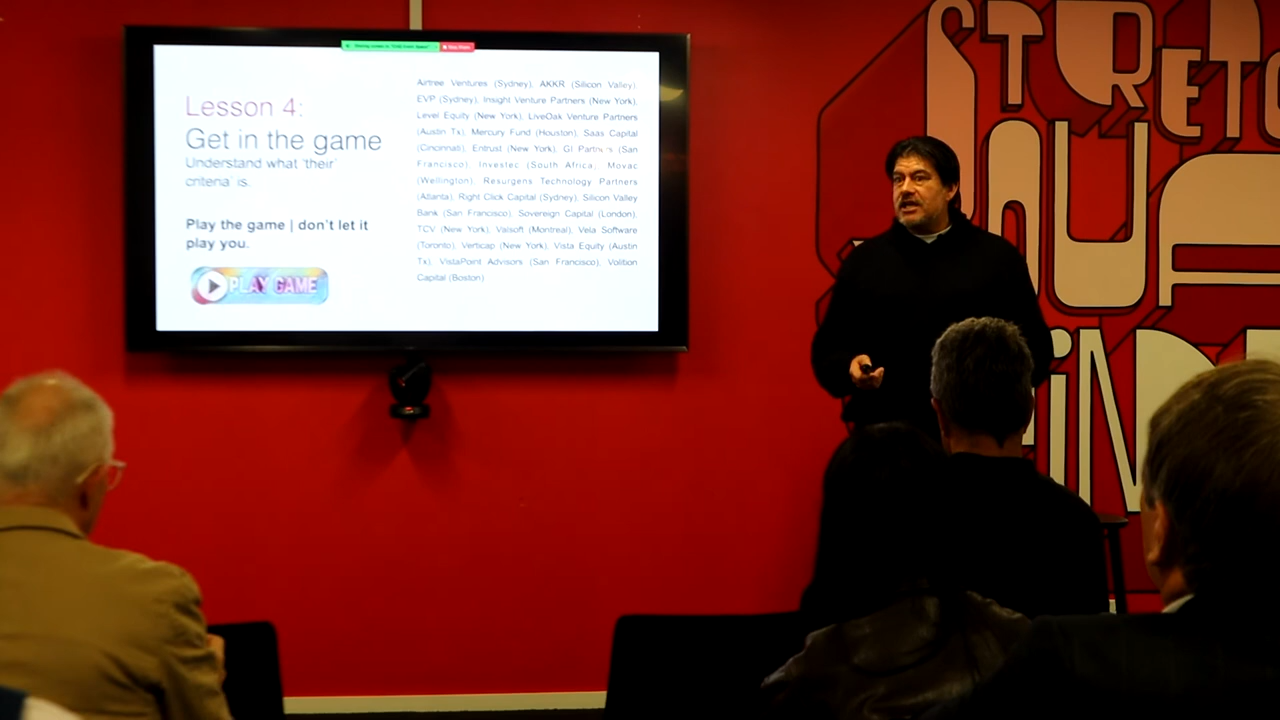 Lesson 4:
Get in the game
Understand what 'their'
criteria' is.
Play the game | don't let it
play you.
PLAY GAME
Airtree Ventures (Sydney), AKKR (Silicon Valley),
EVP (Sydney), Insight Venture Partners (New York),
Level Equity (New York), LiveOak Venture Partners
(Austin Tx), Mercury Fund (Houston), Saas Capital
(Cincinnati), Entrust (New York), GI Partners (San
Francisco), Investec (South Africa), Movac
(Wellington), Resurgens Technology Partners
(Atlanta), Right Click Capital (Sydney), Silicon Valley
Bank (San Francisco), Sovereign Capital (London),
TCV (New York), Valsoft (Montreal), Vela Software
(Toronto), Verticap (New York), Vista Equity (Austin
Tx), VistaPoint Advisors (San Francisco), Volition
Capital (Boston)
STRETC